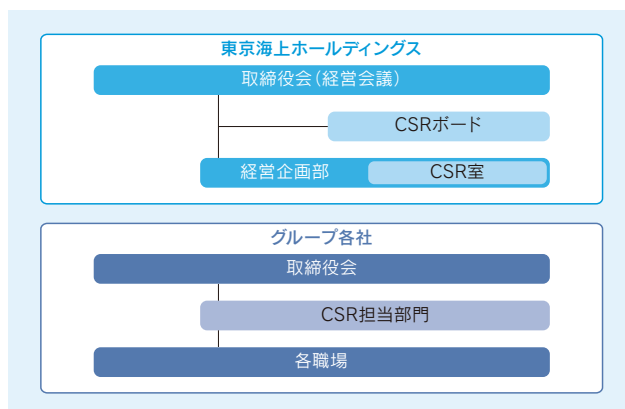 東京海上ホールディングス
取締役会(経営会議)
CSRボード
経営企画部 CSR室
グループ各社
取締役会
CSR担当部門
各職場